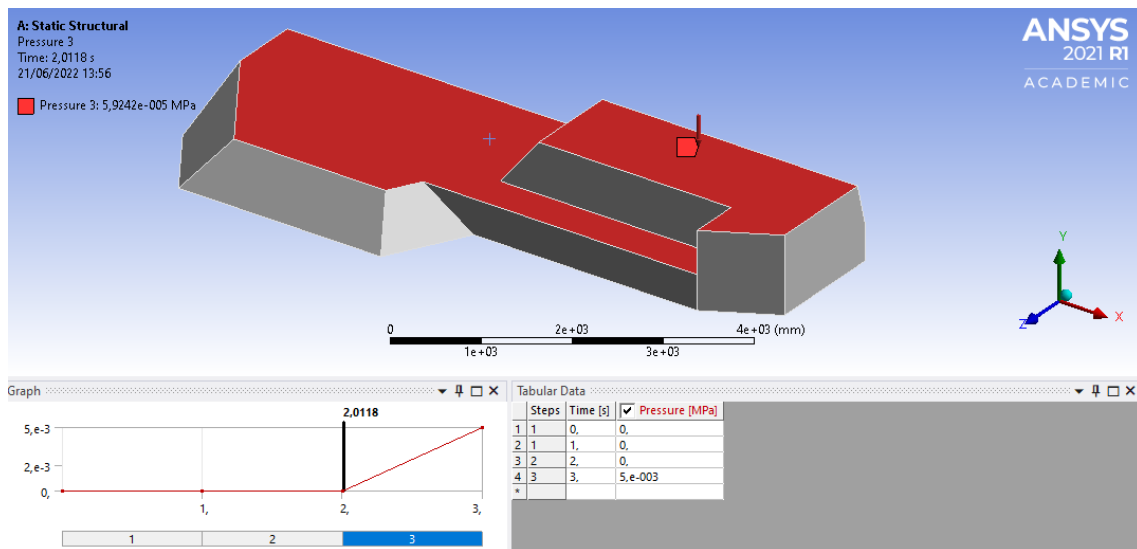 A: Static Structural
Pressure 3
Time: 2,0118 s
21/06/2022 13:56
Pressure 3: 5,9242e-005 MPa
ANSYS
2021 R1
ACADEMIC
Y
X
Z
0 2e+03 4e+03 (mm)
1e+03 3e+03
Graph
2,0118
5,e-3
2,e-3
0,
1, 2, 3,
1 2 3
Tabular Data
Steps Time [s] Pressure [MPa]
1 1 0, 0,
2 1 1, 0,
3 2 2, 0,
4 3 3, 5,e-003
*